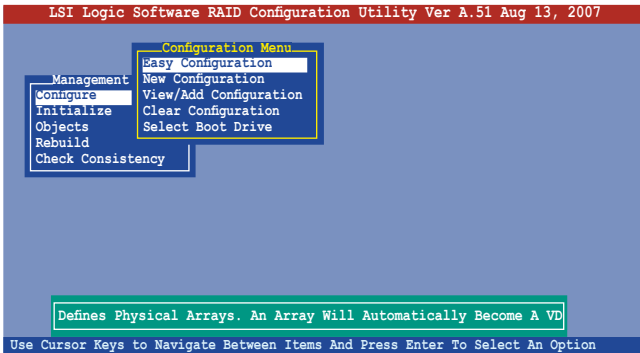 LSI Logic Software RAID Configuration Utility Ver A.51 Aug 13, 2007
Configuration Menu
Easy Configuration
New Configuration
View/Add Configuration
Clear Configuration
Select Boot Drive
Management
Configure
Initialize
Objects
Rebuild
Check Consistency
Defines Physical Arrays. An Array Will Automatically Become A VD
Use Cursor Keys to Navigate Between Items And Press Enter To Select An Option